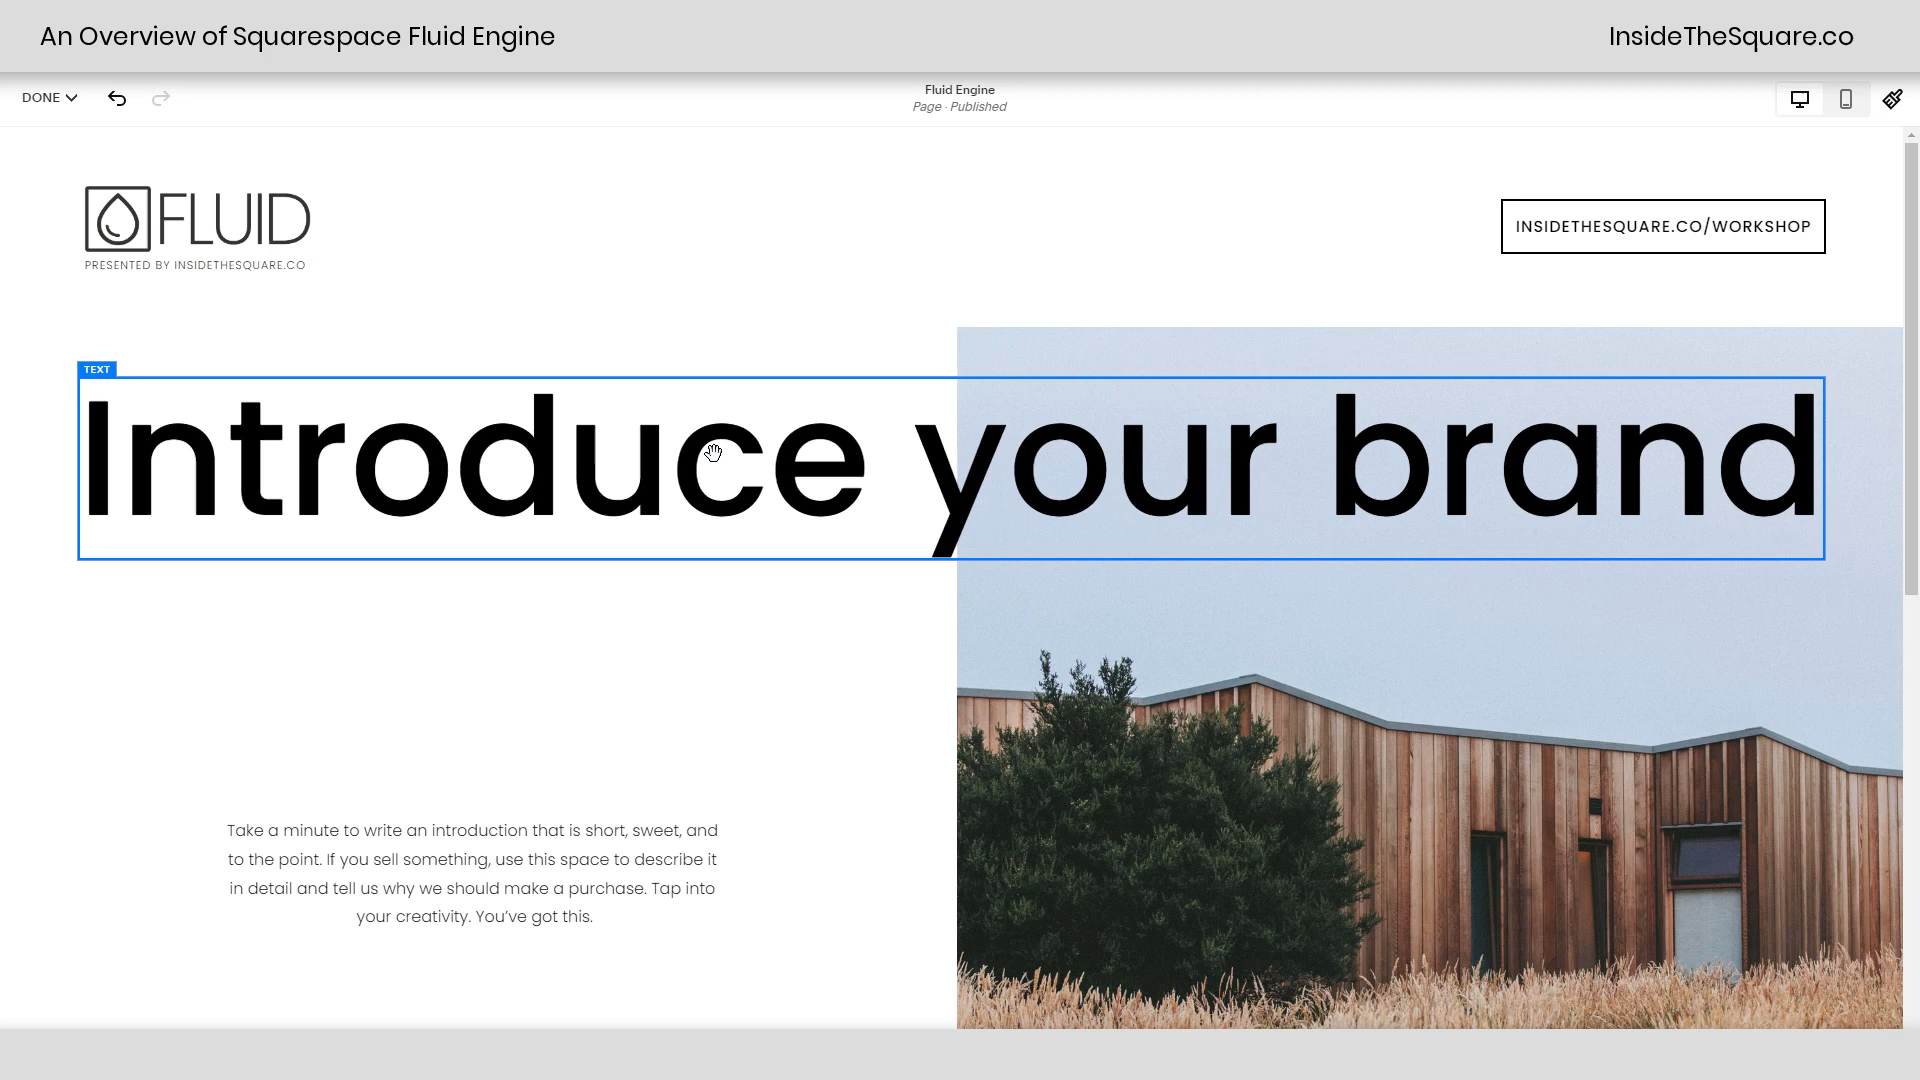 An Overview of Squarespace Fluid Engine
InsideTheSquare.co
DONE
Fluid Engine
Page · Published
FLUID
PRESENTED BY INSIDETHESQUARE.CO
INSIDETHESQUARE.CO/WORKSHOP
TEXT
Introduce your brand
Take a minute to write an introduction that is short, sweet, and
to the point. If you sell something, use this space to describe it
in detail and tell us why we should make a purchase. Tap into
your creativity. You’ve got this.